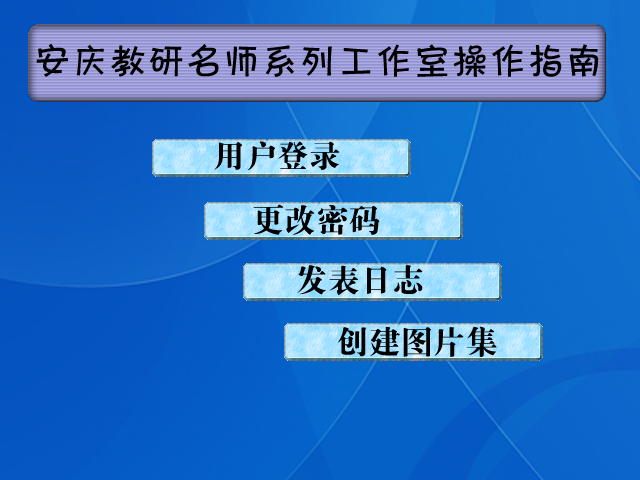 安庆教研名师系列工作室操作指南
用户登录
更改密码
发表日志
创建图片集